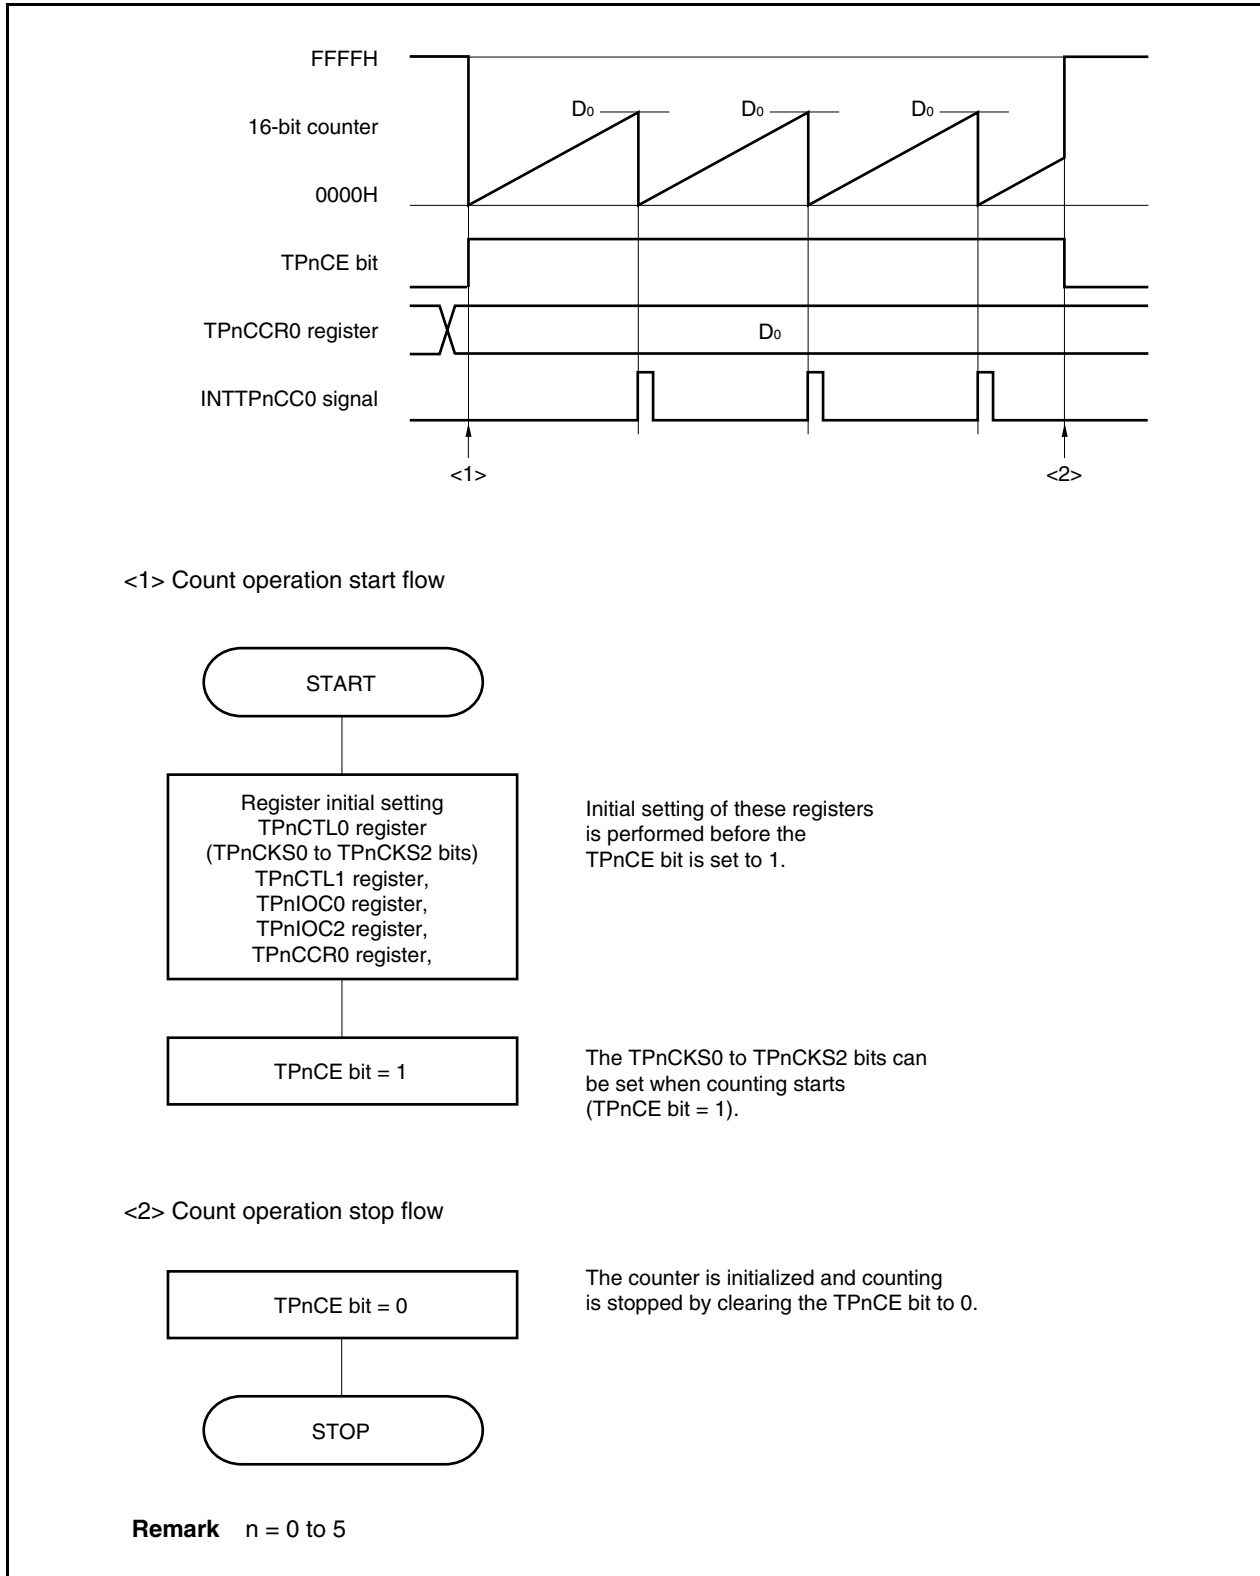 FFFFH
D0
D0
D0
16-bit counter
0000H
TPnCE bit
TPnCCR0 register
D0
INTTPnCC0 signal
<1>
<2>
<1> Count operation start flow
START
Register initial setting
TPnCTL0 register
(TPnCKS0 to TPnCKS2 bits)
TPnCTL1 register,
TPnIOC0 register,
TPnIOC2 register,
TPnCCR0 register,
Initial setting of these registers
is performed before the
TPnCE bit is set to 1.
TPnCE bit = 1
The TPnCKS0 to TPnCKS2 bits can
be set when counting starts
(TPnCE bit = 1).
<2> Count operation stop flow
TPnCE bit = 0
The counter is initialized and counting
is stopped by clearing the TPnCE bit to 0.
STOP
Remark n = 0 to 5